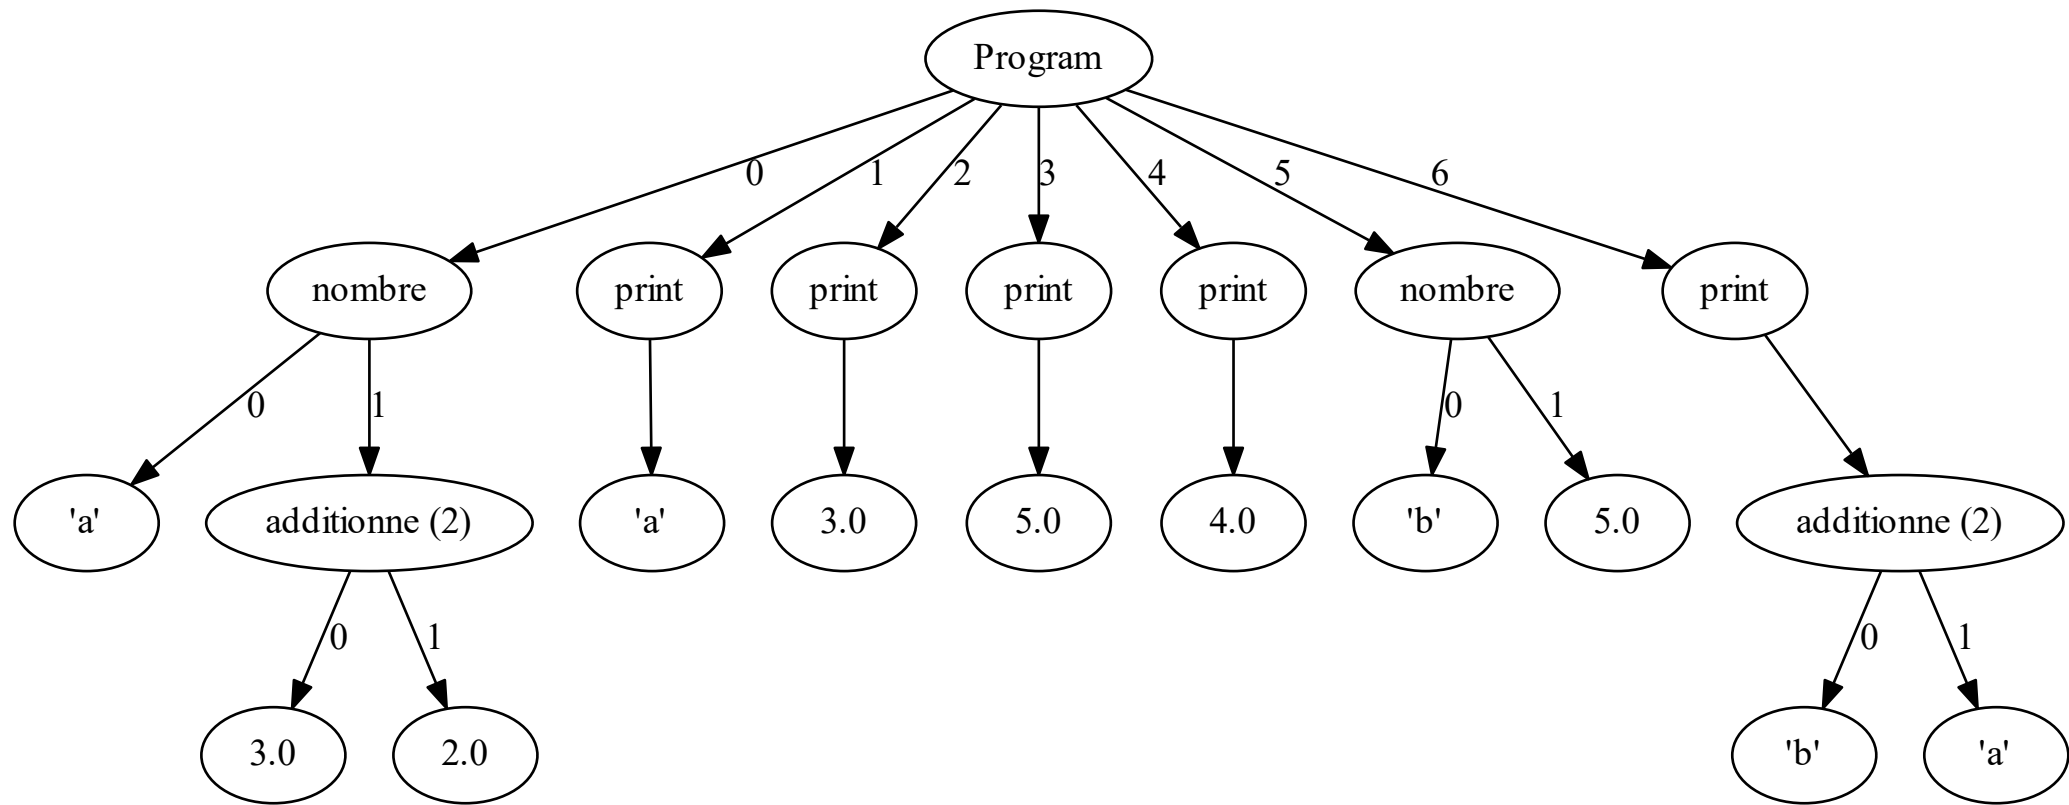 Program
0 1 2 3 4 5 6
nombre print print print print nombre print
0 1 0 1
'a' additionne (2) 'a' 3.0 5.0 4.0 'b' 5.0 additionne (2)
0 1 0 1
3.0 2.0 'b' 'a'